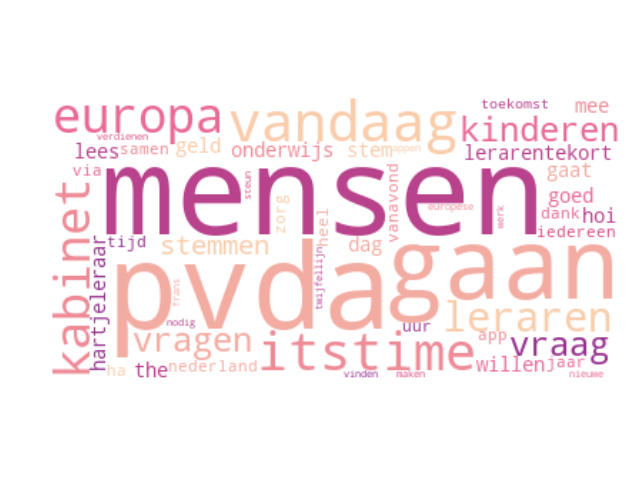 toekomst mee
europa vandaag kinderen
verdienen
lees samen geld onderwijs stem appen lerarentekort
via mensen gaat
steun zorg heel vanavond europese werk goed
dank hoi
iedereen
kabinet hartjeleraar tijd stemmen dag gaan
pvda twijfellijn
frans
nodig uur leraren
vragen itstime app vraag
ha the nederland willen jaar
vinden maken nieuwe